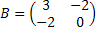 B = (3 −2
−2 0)